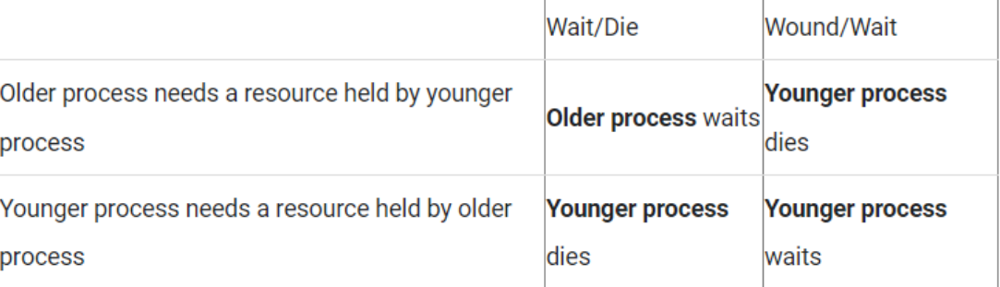 Wait/Die Wound/Wait
Older process needs a resource held by younger
process
Older process waits
Younger process
dies
Younger process needs a resource held by older
process
Younger process
dies
Younger process
waits